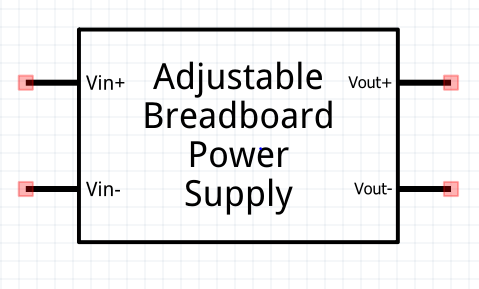 Adjustable
Breadboard
Power
Supply
Vin+
Vout+
Vin-
Vout-